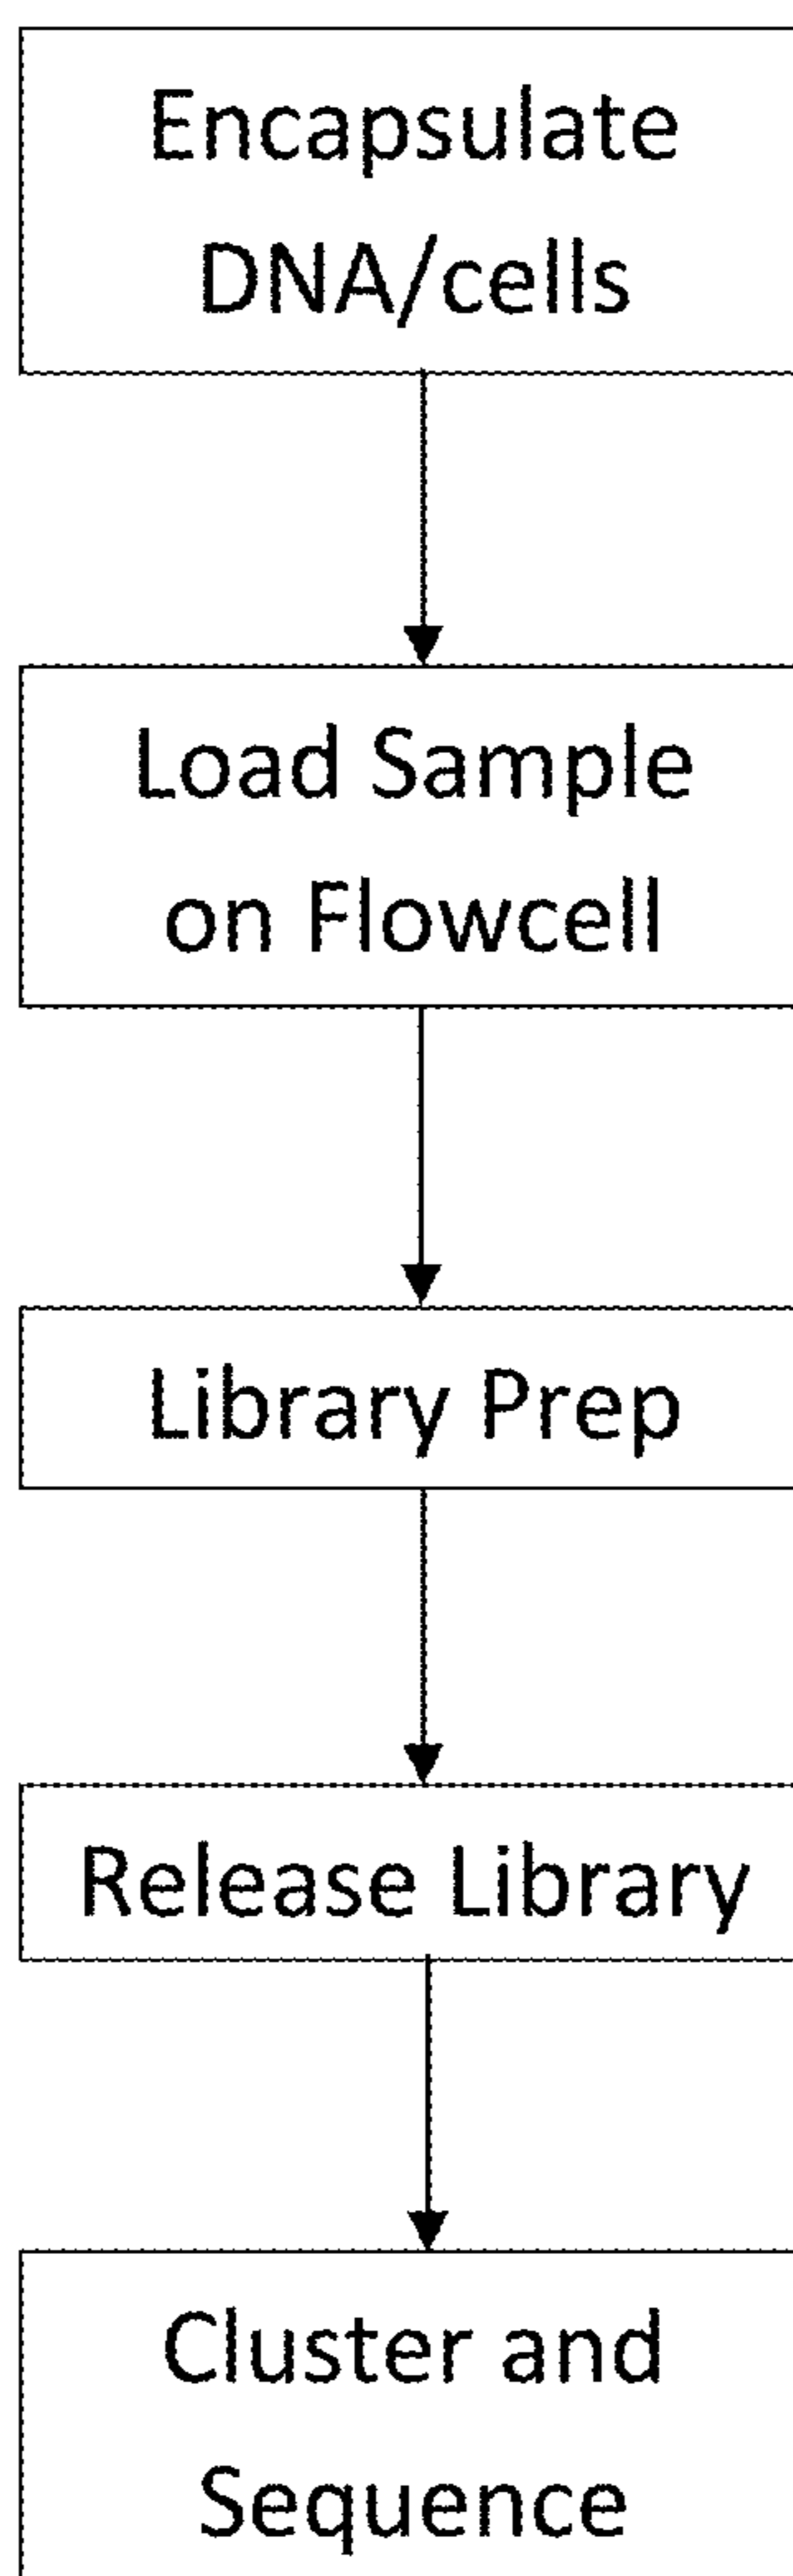 Encapsulate
DNA/cells
Load Sample
on Flowcell
Library Prep
Release Library
Cluster and
Sequence